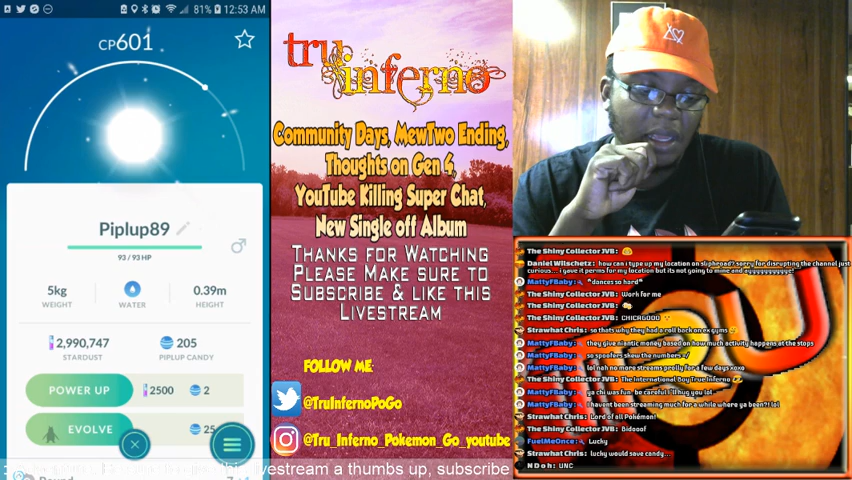 81% 12:53 AM
CP601
Piplup89
93 / 93 HP
5kg
WEIGHT
WATER
0.39m
HEIGHT
2,990,747
STARDUST
205
PIPLUP CANDY
POWER UP
2500
2
EVOLVE
25
tru inferno
Community Days, MewTwo Ending,
Thoughts on Gen 4,
YouTube Killing Super Chat,
New Single off Album
THANKS FOR WATCHING
PLEASE MAKE SURE TO
SUBSCRIBE & LIKE THIS
LIVESTREAM
FOLLOW ME:
@TruInfernoPoGo
@Tru_Inferno_Pokemon_Go_youtube
livestream a thumbs up, subscribe
The Shiny Collector JVB:
Daniel Wilschetz: how can i type up my location on sliphroad? sorry for disrupting the channel just
curious... i gave it perms for my location but its not going to mine and ayyyyyyyyye!
MattyFBaby: *dances so hard*
The Shiny Collector JVB: Work for me
The Shiny Collector JVB:
The Shiny Collector JVB: CHICAGOOO
Strawhat Chris: so thats why they had a roll back on ex gyms
MattyFBaby: they give niantic money based on how much activity happens at the stops
MattyFBaby: so spoofers skew the numbers =/
MattyFBaby: lol nah no more streams prolly for a few days xoxo
The Shiny Collector JVB: The International Boy True Inferno
MattyFBaby: ya chi was fun! be careful I'll hug you lol
MattyFBaby: i havent been streaming much for a while where ya been?! lol
Strawhat Chris: Lord of all Pokémon!
The Shiny Collector JVB: Bidooof
FuelMeOnce: Lucky
Strawhat Chris: lucky would save candy...
N D o h: UNC